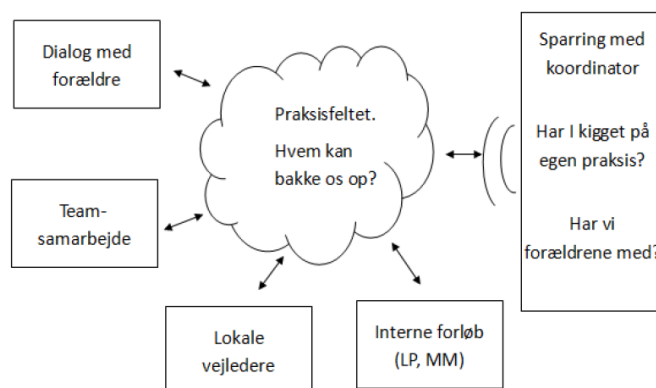 Dialog med
forældre
Praksisfeltet.
Hvem kan
bakke os op?
Sparring med
koordinator
Har I kigget på
egen praksis?
Har vi
forældrene med?
Team-
samarbejde
Lokale
vejledere
Interne forløb
(LP, MM)